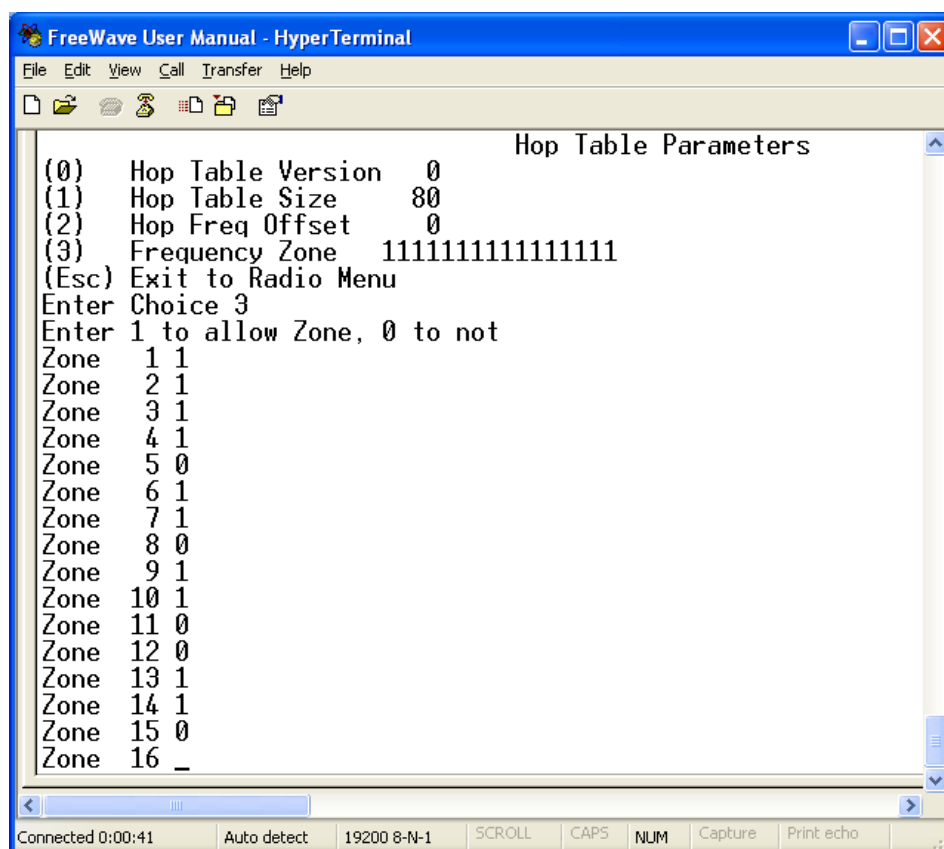 FreeWave User Manual - HyperTerminal
File Edit View Call Transfer Help
Hop Table Parameters
(0) Hop Table Version 0
(1) Hop Table Size 80
(2) Hop Freq Offset 0
(3) Frequency Zone 1111111111111111
(Esc) Exit to Radio Menu
Enter Choice 3
Enter 1 to allow Zone, 0 to not
Zone 1 1
Zone 2 1
Zone 3 1
Zone 4 1
Zone 5 0
Zone 6 1
Zone 7 1
Zone 8 0
Zone 9 1
Zone 10 1
Zone 11 0
Zone 12 0
Zone 13 1
Zone 14 1
Zone 15 0
Zone 16 _
Connected 0:00:41 Auto detect 19200 8-N-1 SCROLL CAPS NUM Capture Print echo